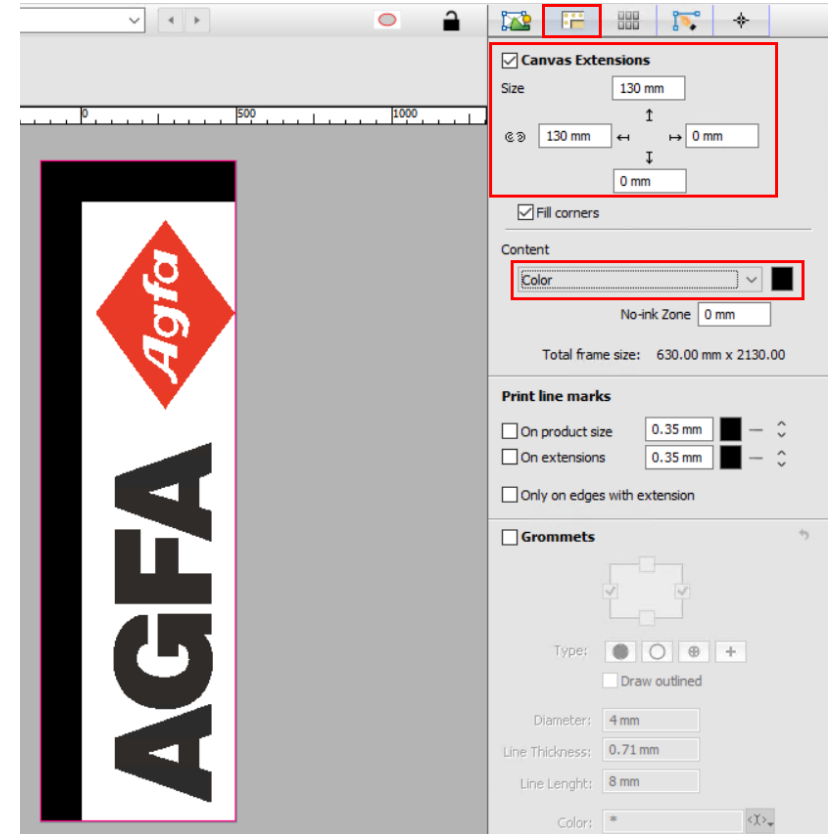 0
500
1000
Canvas Extensions
Size
130 mm
130 mm
0 mm
0 mm
Fill corners
Content
Color
No-ink Zone 0 mm
Total frame size: 630.00 mm x 2130.00
Print line marks
On product size 0.35 mm
On extensions 0.35 mm
Only on edges with extension
Grommets
Type:
Draw outlined
Diameter: 4 mm
Line Thickness: 0.71 mm
Line Lenght: 8 mm
Color: *
Agfa
AGFA